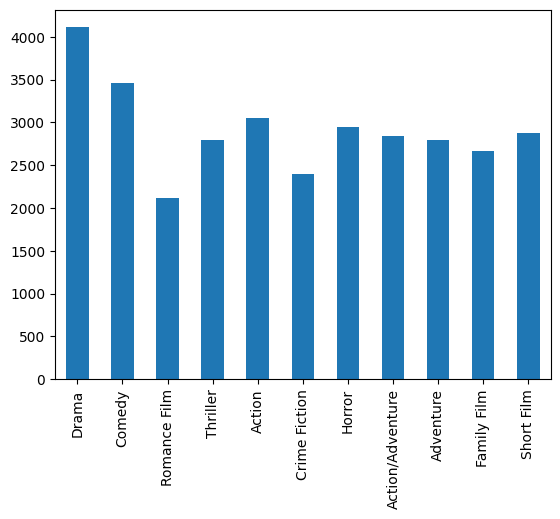 4000
3500
3000
2500
2000
1500
1000
500
0
Drama
Comedy
Romance Film
Thriller
Action
Crime Fiction
Horror
Action/Adventure
Adventure
Family Film
Short Film